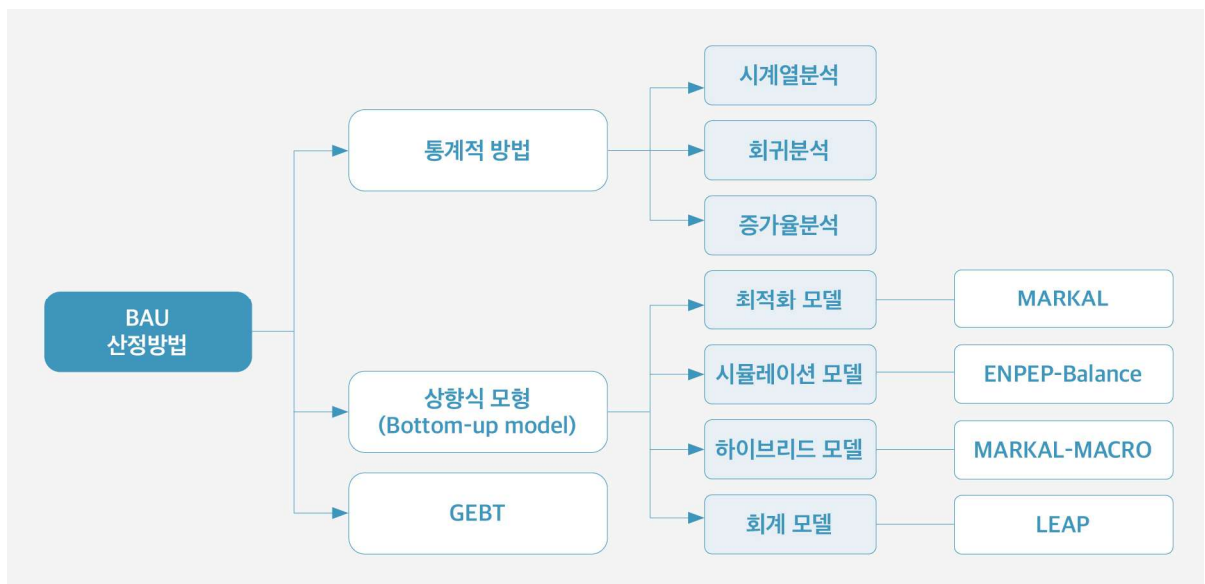 BAU
산정방법
통계적 방법
시계열분석
회귀분석
증가율분석
상향식 모형
(Bottom-up model)
최적화 모델
MARKAL
시뮬레이션 모델
ENPEP-Balance
하이브리드 모델
MARKAL-MACRO
회계 모델
LEAP
GEBT